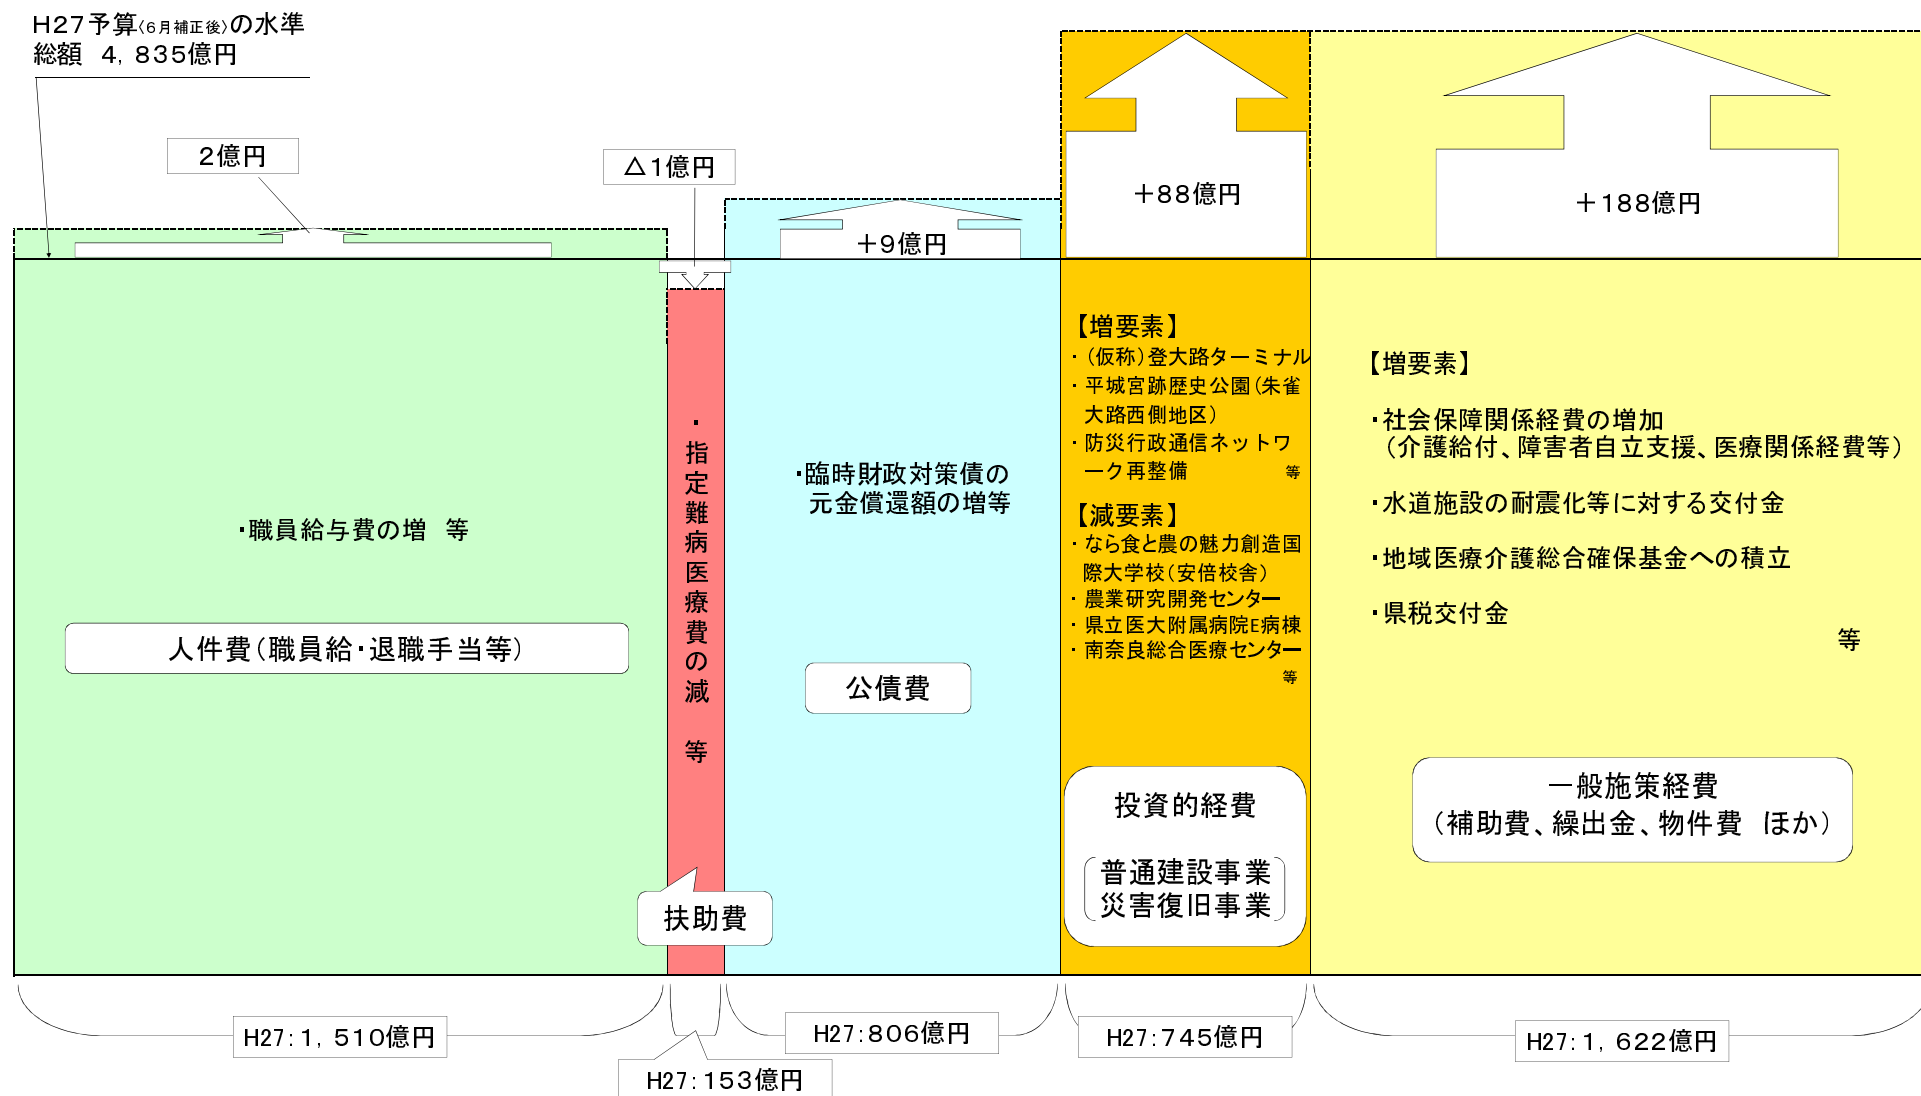 H27予算〈6月補正後〉の水準
総額　4，835億円
2億円
△1億円
＋9億円
＋88億円
＋188億円
・職員給与費の増　等
人件費（職員給・退職手当等）
・指定難病医療費の減　等
扶助費
・臨時財政対策債の
元金償還額の増等
公債費
【増要素】
・（仮称）登大路ターミナル
・平城宮跡歴史公園（朱雀
大路西側地区）
・防災行政通信ネットワ
ーク再整備　等
【減要素】
・なら食と農の魅力創造国
際大学校（安倍校舎）
・農業研究開発センター
・県立医大附属病院E病棟
・南奈良総合医療センター
等
投資的経費
普通建設事業
災害復旧事業
【増要素】
・社会保障関係経費の増加
（介護給付、障害者自立支援、医療関係経費等）
・水道施設の耐震化等に対する交付金
・地域医療介護総合確保基金への積立
・県税交付金
等
一般施策経費
（補助費、繰出金、物件費　ほか）
H27：1，510億円
H27：153億円
H27：806億円
H27：745億円
H27：1，622億円